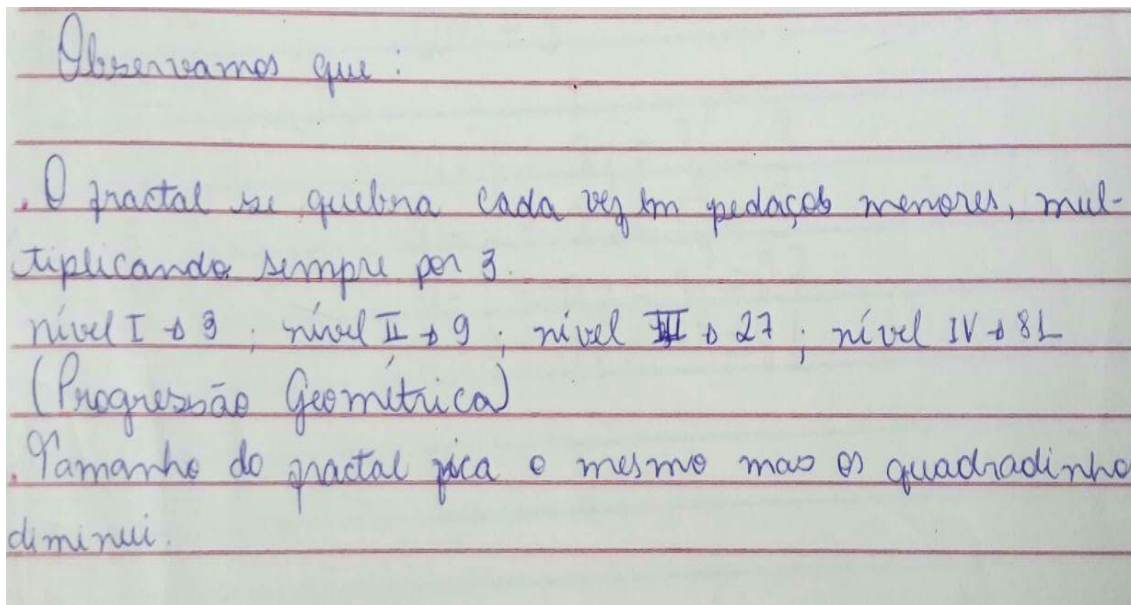 Observamos que :
. O fractal se quebra cada vez em pedaços menores, mul-
tiplicando sempre por 3.
nível I → 3 ; nível II → 9 ; nível III → 27 ; nível IV → 81
(Progressão Geométrica)
. Tamanho do fractal fica o mesmo mas os quadradinho
diminui.